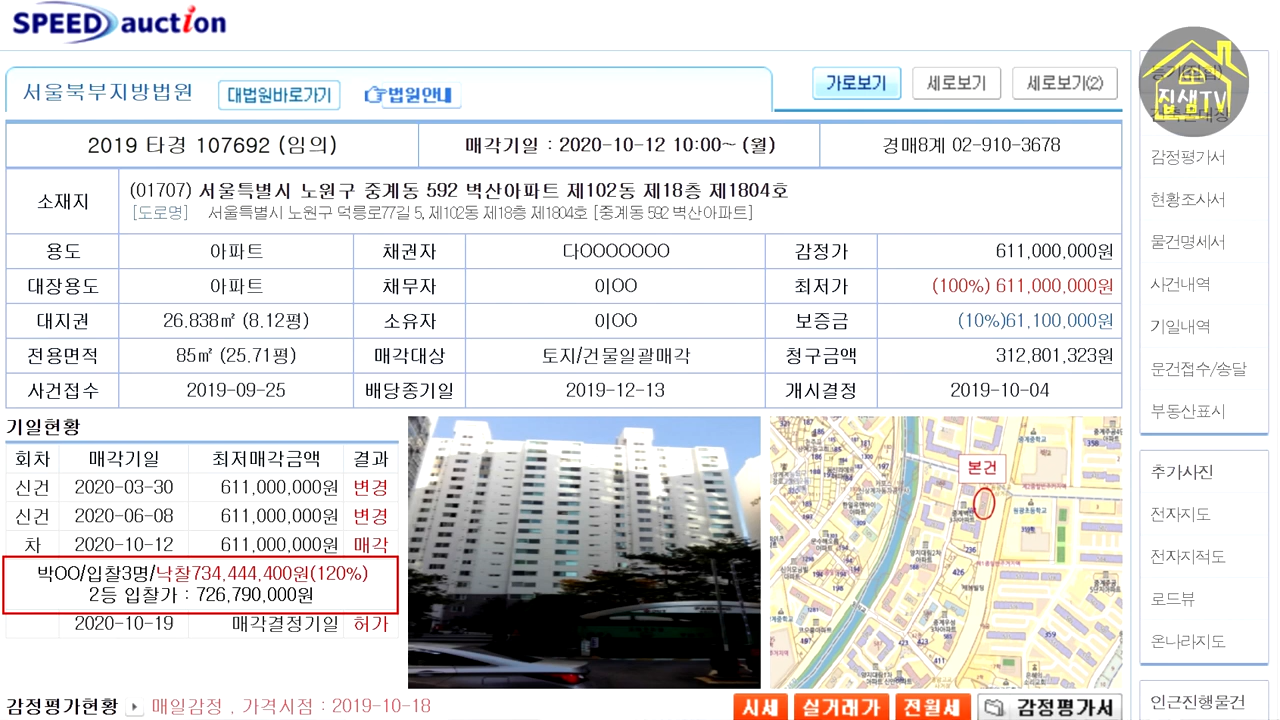 SPEED auction
서울북부지방법원 대법원바로가기 법원안내 가로보기 세로보기 세로보기(2)
집샘TV
2019 타경 107692 (임의) 매각기일 : 2020-10-12 10:00~ (월) 경매8계 02-910-3678
소재지 (01707) 서울특별시 노원구 중계동 592 벽산아파트 제102동 제18층 제1804호
[도로명] 서울특별시 노원구 덕릉로77길 5, 제102동 제18층 제1804호 [중계동 592 벽산아파트]
용도 아파트 채권자 다OOOOOOO 감정가 611,000,000원
대장용도 아파트 채무자 이OO 최저가 (100%) 611,000,000원
대지권 26.838㎡ (8.12평) 소유자 이OO 보증금 (10%)61,100,000원
전용면적 85㎡ (25.71평) 매각대상 토지/건물일괄매각 청구금액 312,801,323원
사건접수 2019-09-25 배당종기일 2019-12-13 개시결정 2019-10-04
기일현황
회차 매각기일 최저매각금액 결과
신건 2020-03-30 611,000,000원 변경
신건 2020-06-08 611,000,000원 변경
차 2020-10-12 611,000,000원 매각
박OO/입찰3명/낙찰734,444,400원(120%)
2등 입찰가 : 726,790,000원
2020-10-19 매각결정기일 허가
본건
감정평가현황 매일감정 , 가격시점 : 2019-10-18
시세 실거래가 전월세 감정평가서
감정평가서
현황조사서
물건명세서
사건내역
기일내역
문건접수/송달
부동산표시
추가사진
전자지도
전자지적도
로드뷰
온나라지도
인근진행물건